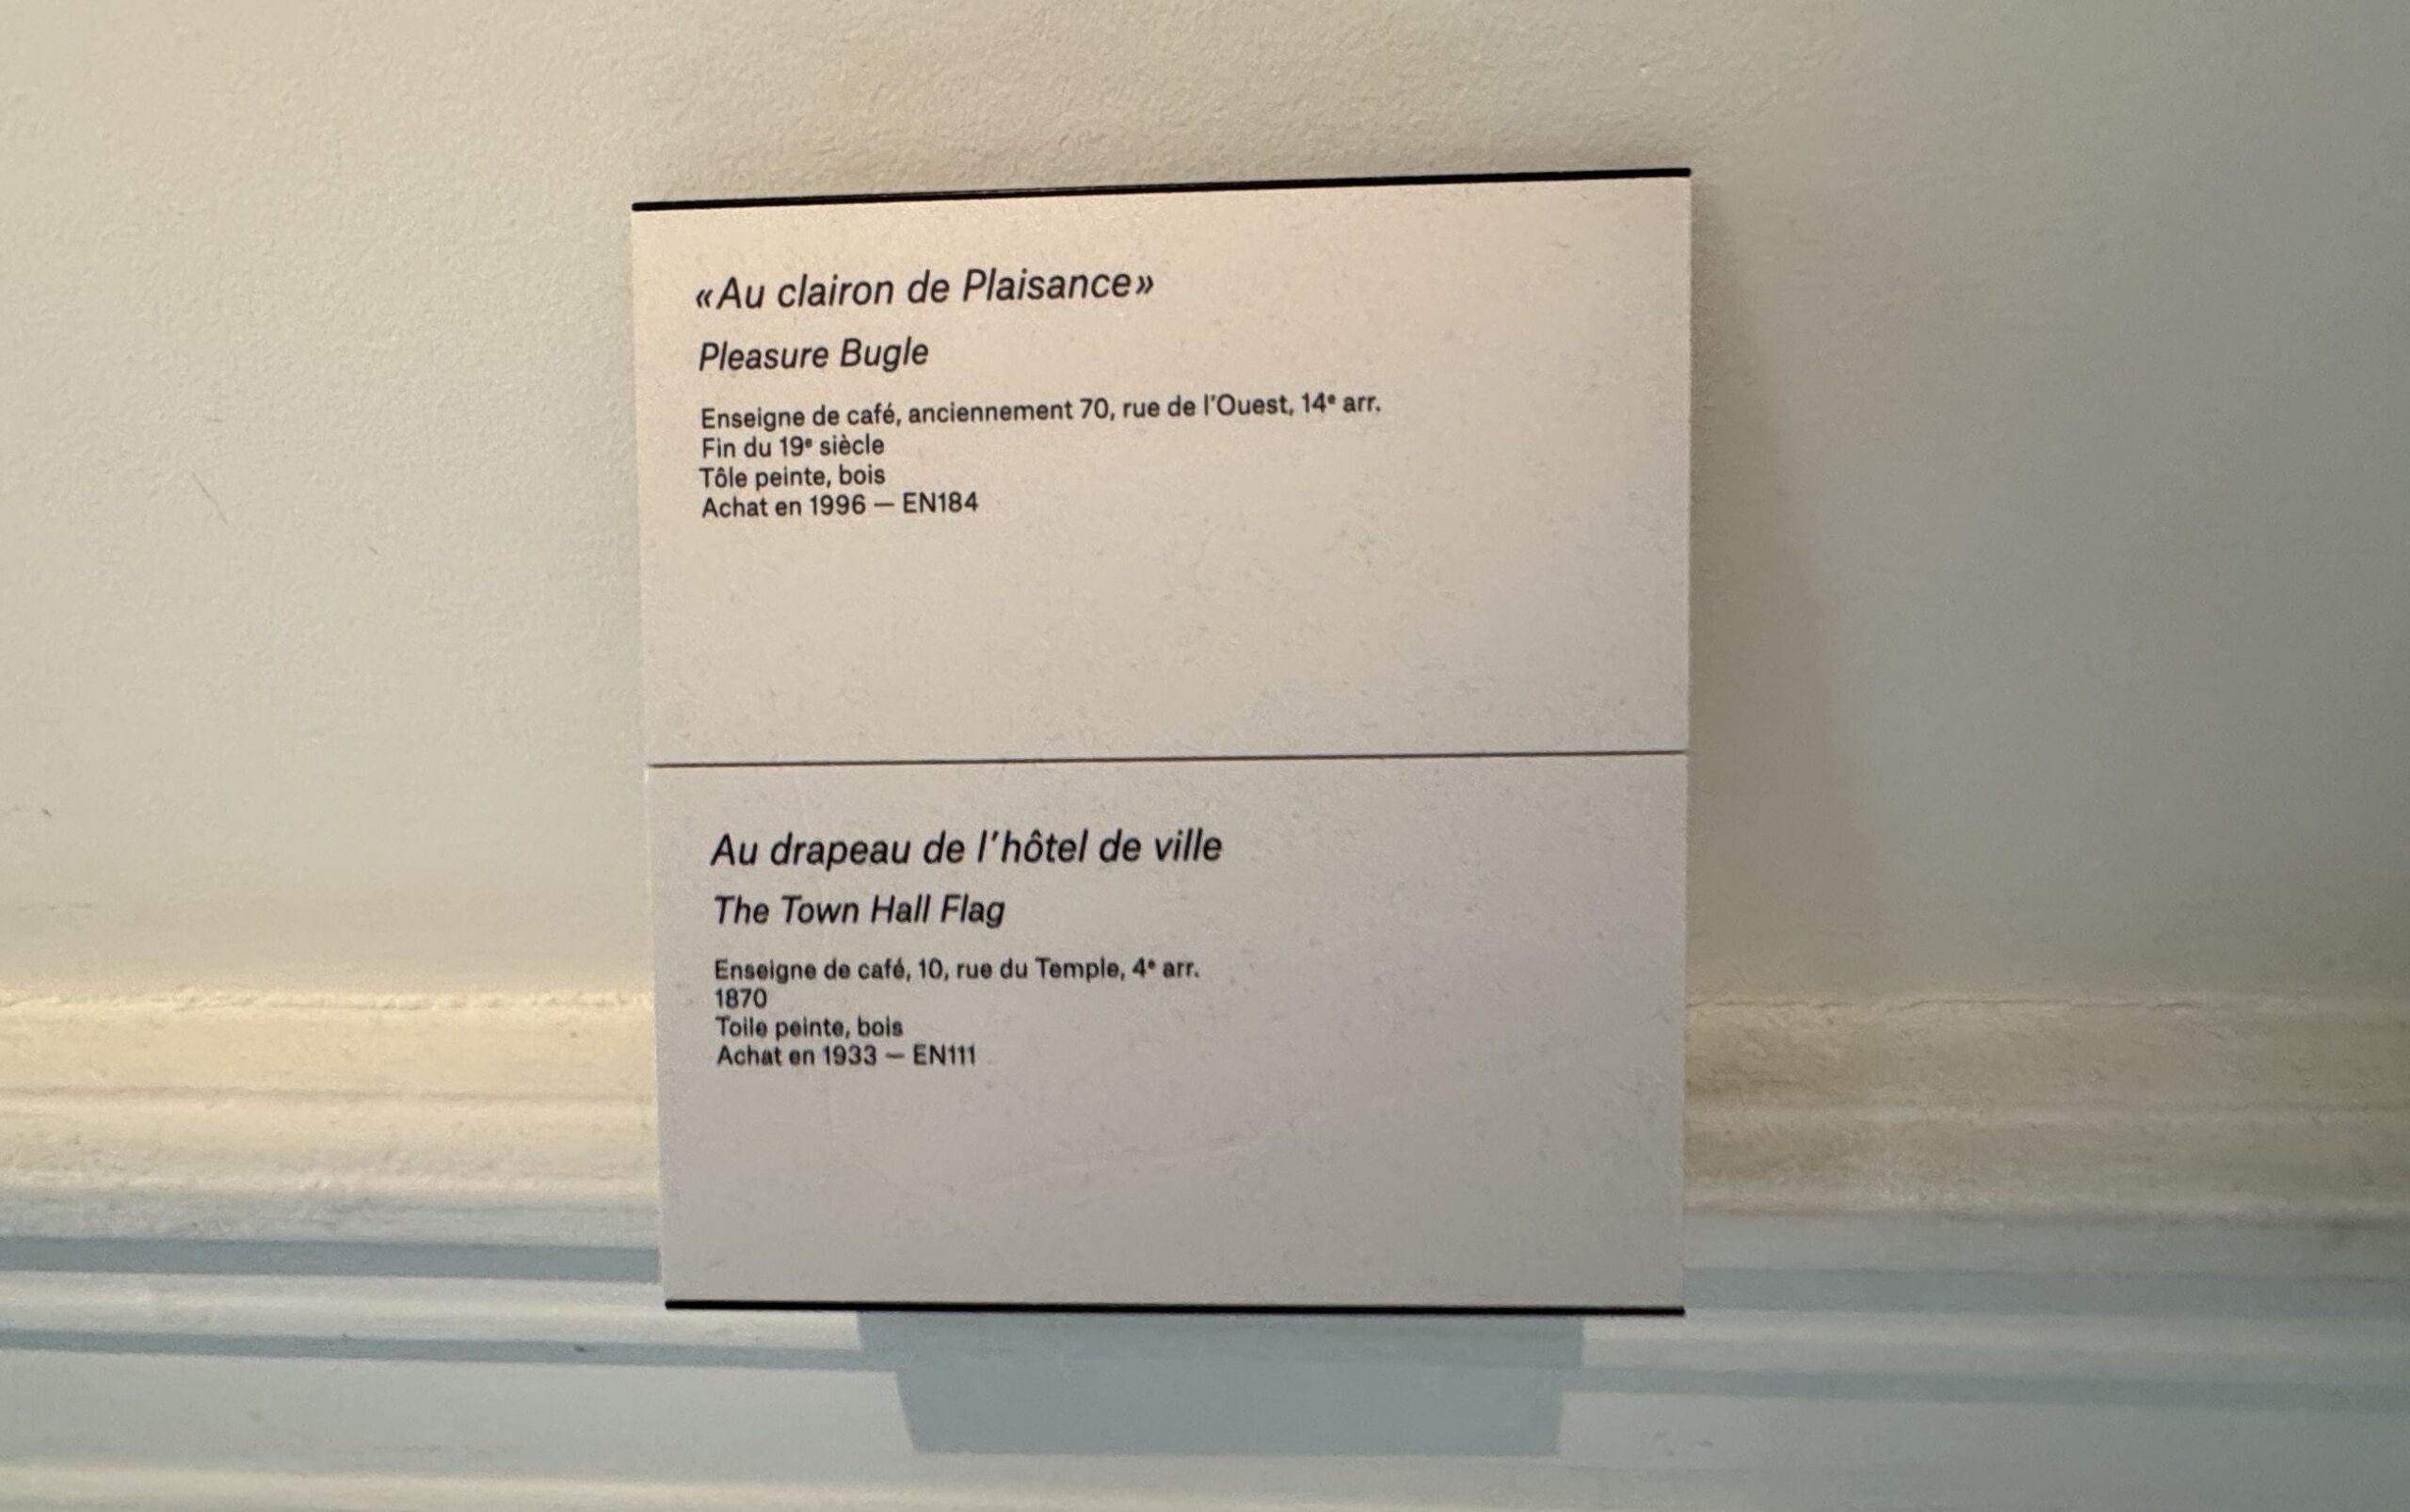 «Au clairon de Plaisance»
Pleasure Bugle
Enseigne de café, anciennement 70, rue de l'Ouest, 14e arr.
Fin du 19e siècle
Tôle peinte, bois
Achat en 1996 — EN184
Au drapeau de l'hôtel de ville
The Town Hall Flag
Enseigne de café, 10, rue du Temple, 4e arr.
1870
Toile peinte, bois
Achat en 1933 — EN111